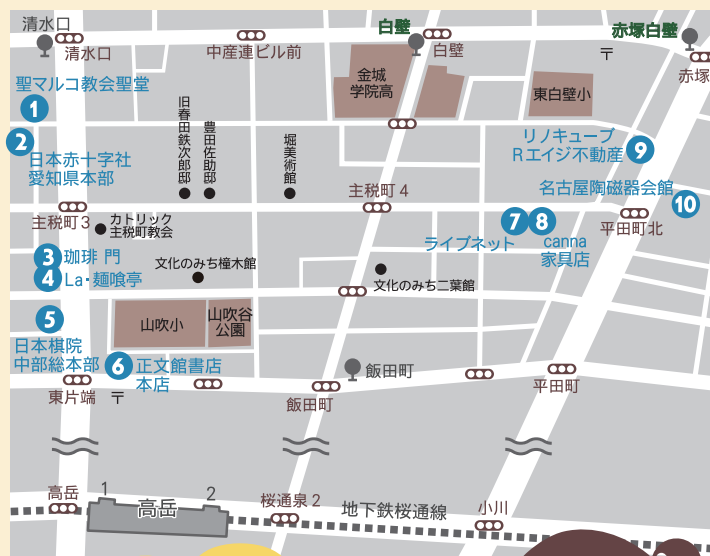 清水口
白壁
赤塚白壁
清水口
中産連ビル前
白壁
〒
赤塚
聖マルコ教会聖堂
1
金城
学院高
東白壁小
2
旧春田鉄次郎邸
豊田佐助邸
堀美術館
リノキューブ
Rエイジ不動産
9
日本赤十字社
愛知県本部
主税町4
名古屋陶磁器会館
10
主税町3
カトリック
主税町教会
7
8
平田町北
ライブネット
canna
家具店
3
珈琲 門
4
La・麺喰亭
文化のみち橦木館
文化のみち二葉館
5
山吹小
山吹谷
公園
日本棋院
中部総本部
6
正文館書店
本店
飯田町
東片端
〒
飯田町
平田町
高岳
1
高岳
2
桜通泉2
地下鉄桜通線
小川